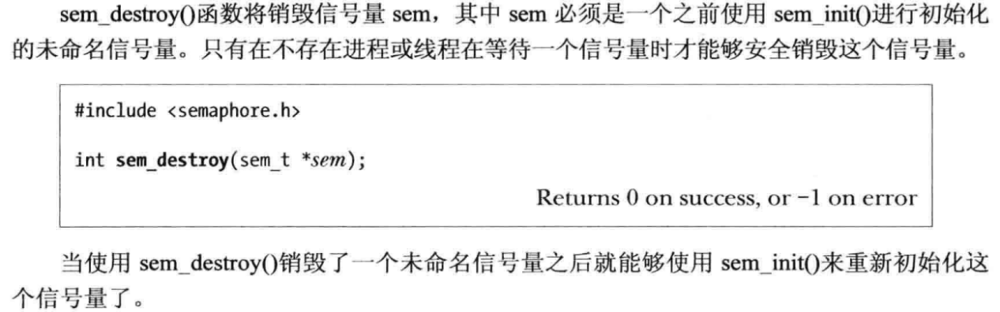 sem_destroy()函数将销毁信号量 sem，其中 sem 必须是一个之前使用 sem_init()进行初始化
的未命名信号量。只有在不存在进程或线程在等待一个信号量时才能够安全销毁这个信号量。
#include <semaphore.h>
int sem_destroy(sem_t *sem);
Returns 0 on success, or −1 on error
当使用 sem_destroy()销毁了一个未命名信号量之后就能够使用 sem_init()来重新初始化这
个信号量了。